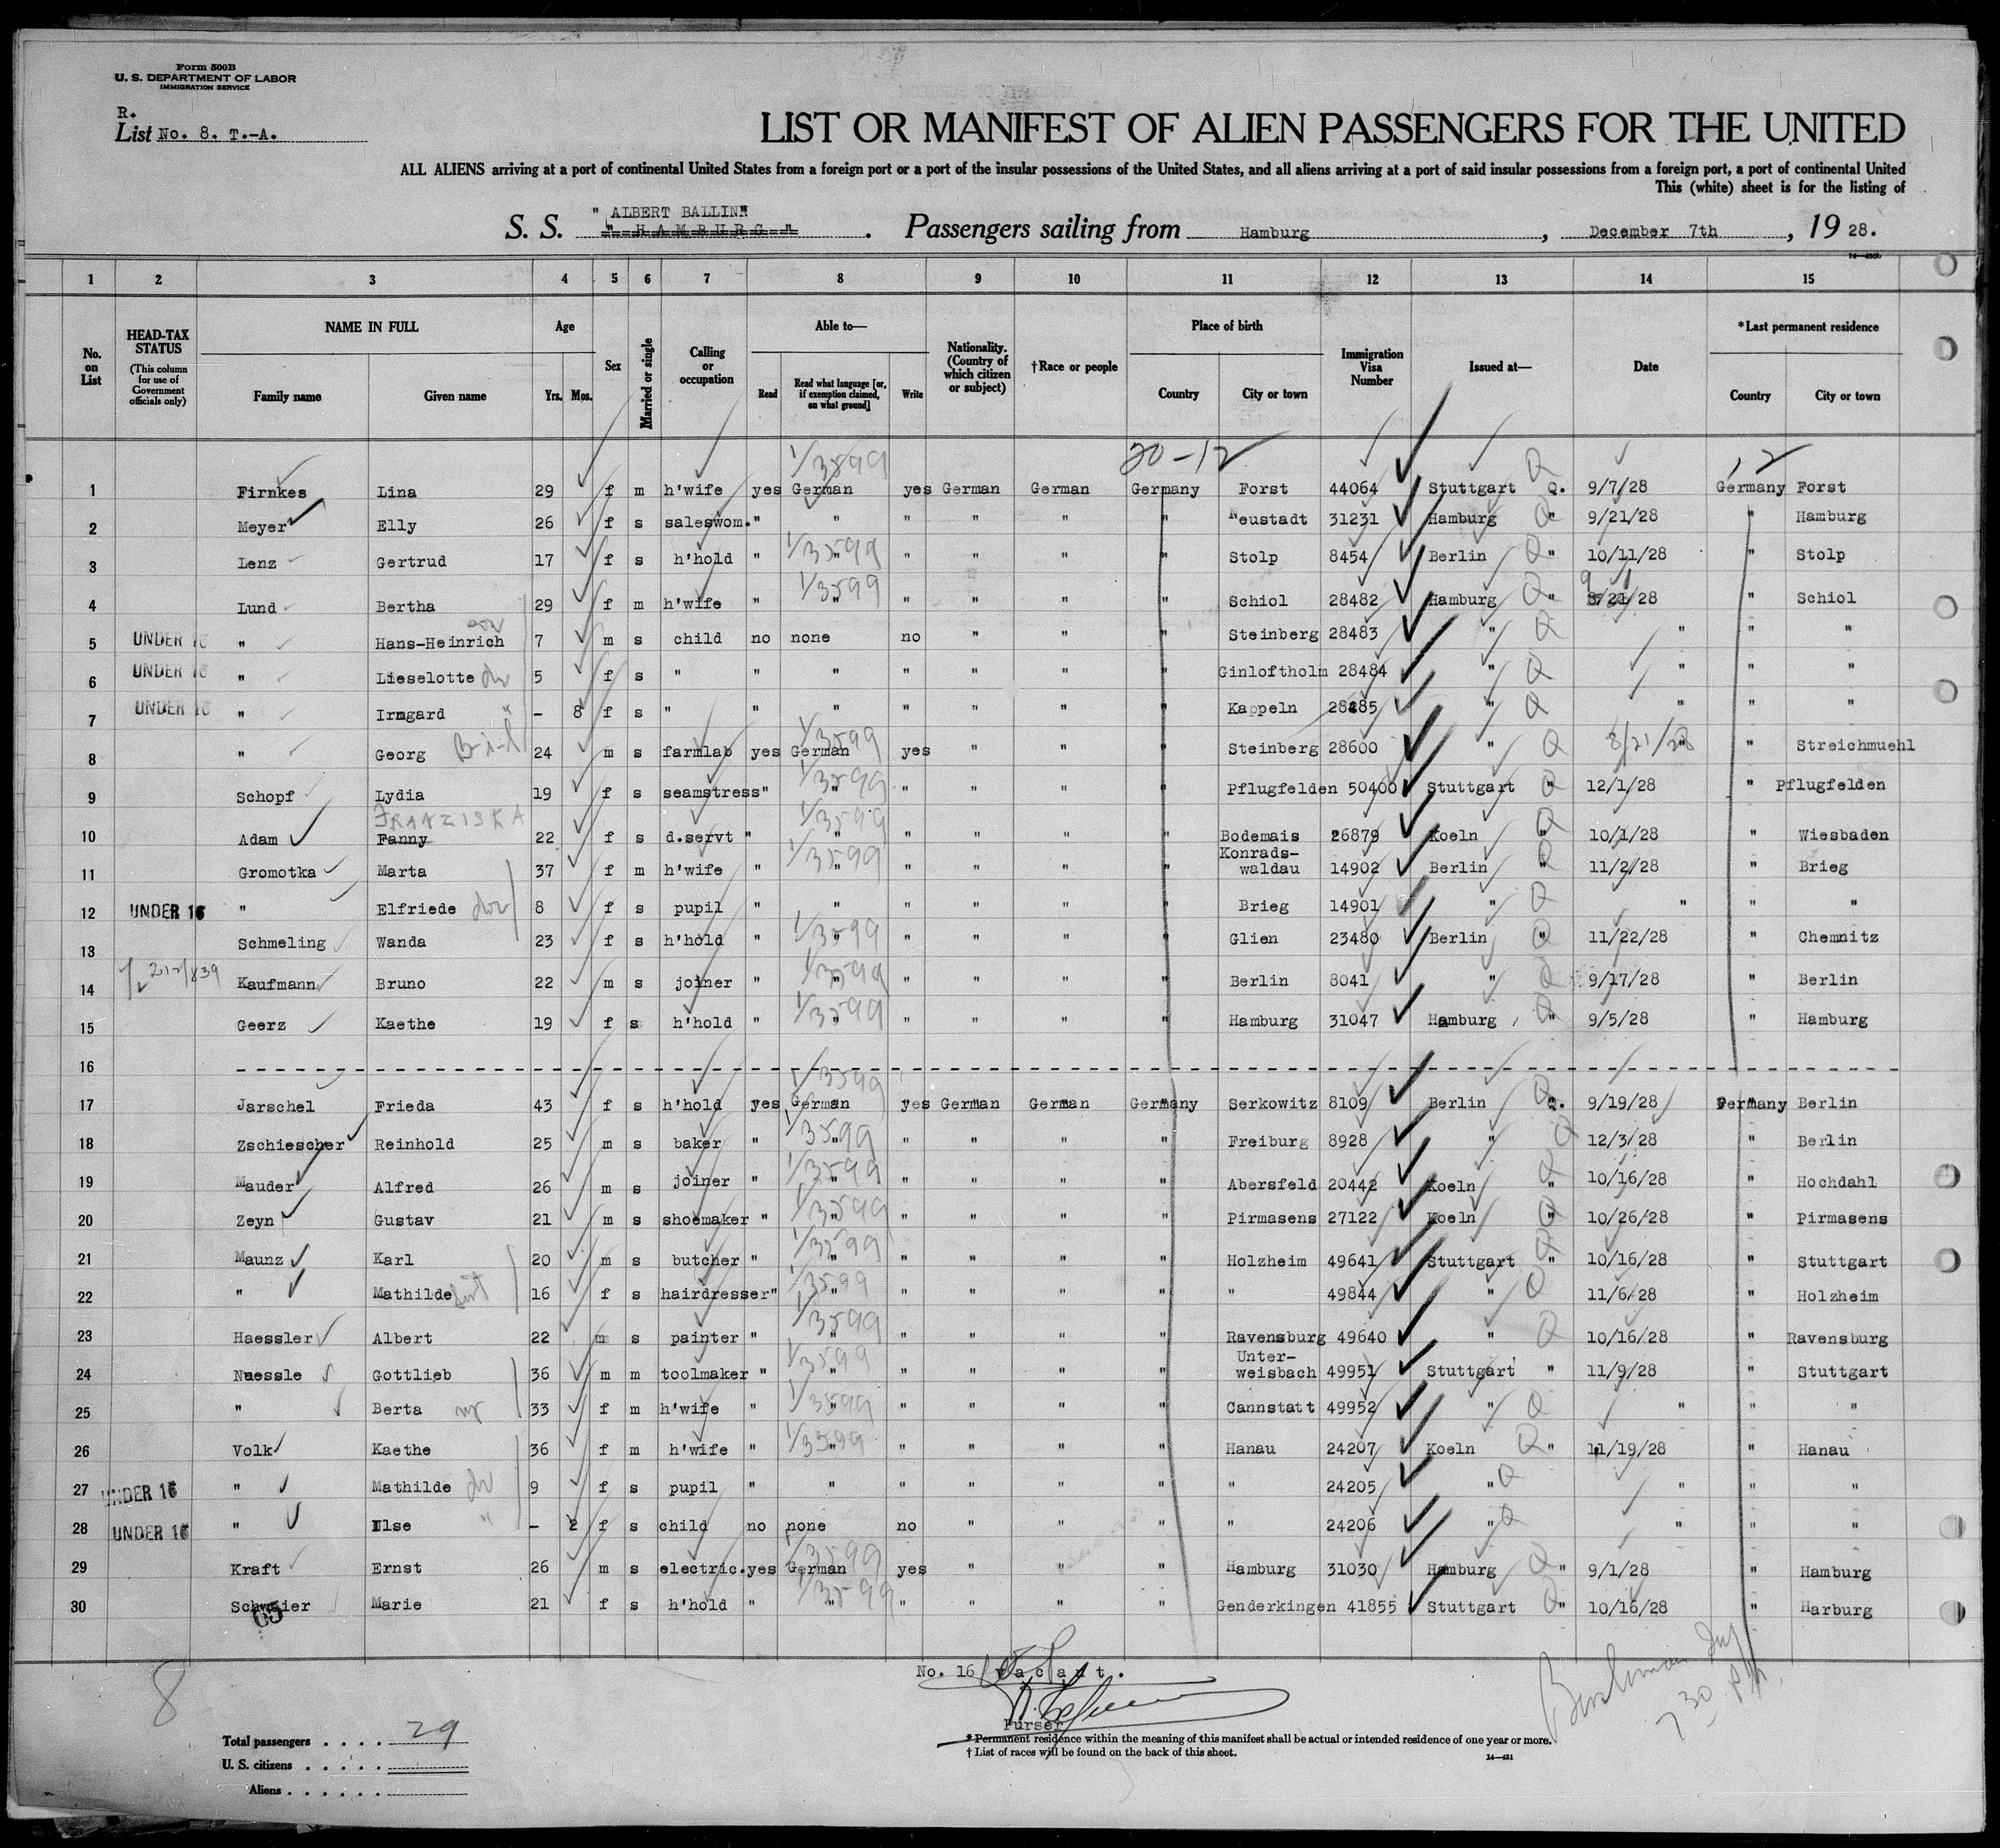 Form 500B
U. S. DEPARTMENT OF LABOR
IMMIGRATION SERVICE
R.
List No. 8. T.-A.
LIST OR MANIFEST OF ALIEN PASSENGERS FOR THE UNITED
ALL ALIENS arriving at a port of continental United States from a foreign port or a port of the insular possessions of the United States, and all aliens arriving at a port of said insular possessions from a foreign port, a port of continental United
This (white) sheet is for the listing of
" ALBERT BALLIN"
S. S. " H A M B U R G " . Passengers sailing from Hamburg , December 7th , 19 28.
1 2 3 4 5 6 7 8 9 10 11 12 13 14 15
No. on List
HEAD-TAX STATUS
(This column for use of Government officials only)
NAME IN FULL
Family name Given name
Age
Yrs. Mos.
Sex
Married or single
Calling or occupation
Able to—
Read Read what language [or, if exemption claimed, on what ground] Write
Nationality. (Country of which citizen or subject)
†Race or people
Place of birth
Country City or town
Immigration Visa Number
Issued at—
Date
*Last permanent residence
Country City or town
20-12
1 Firnkes Lina 29 f m h'wife yes German yes German German Germany Forst 44064 Stuttgart Q. 9/7/28 Germany Forst
2 Meyer Elly 26 f s saleswom. " " " " " " Neustadt 31231 Hamburg " 9/21/28 " Hamburg
3 Lenz Gertrud 17 f s h'hold " " " " " " Stolp 8454 Berlin " 10/11/28 " Stolp
4 Lund Bertha 29 f m h'wife " " " " " " Schiol 28482 Hamburg " 9/21/28 " Schiol
5 UNDER 16 " Hans-Heinrich 7 m s child no none no " " " Steinberg 28483 " " " "
6 UNDER 16 " Lieselotte 5 f s " " " " " " " Ginloftholm 28484 " " " "
7 UNDER 16 " Irmgard - 8 f s " " " " " " " Kappeln 28485 " " " "
8 " Georg 24 m s farmlab yes German yes " " " Steinberg 28600 " 8/21/28 " Streichmuehl
9 Schopf Lydia 19 f s seamstress " " " " " " Pflugfelden 50400 Stuttgart " 12/1/28 " Pflugfelden
FRANZISKA
10 Adam Fanny 22 f s d.servt " " " " " " Bodemais 26879 Koeln " 10/1/28 " Wiesbaden
11 Gromotka Marta 37 f m h'wife " " " " " " Konrads-waldau 14902 Berlin " 11/2/28 " Brieg
12 UNDER 16 " Elfriede 8 f s pupil " " " " " " Brieg 14901 " " " "
13 Schmeling Wanda 23 f s h'hold " " " " " " Glien 23480 Berlin " 11/22/28 " Chemnitz
14 Kaufmann Bruno 22 m s joiner " " " " " " Berlin 8041 " 9/17/28 " Berlin
15 Geerz Kaethe 19 f s h'hold " " " " " " Hamburg 31047 Hamburg " 9/5/28 " Hamburg
16
17 Jarschel Frieda 43 f s h'hold yes German yes German German Germany Serkowitz 8109 Berlin Q. 9/19/28 Germany Berlin
18 Zschiescher Reinhold 25 m s baker " " " " " " Freiburg 8928 " 12/3/28 " Berlin
19 Mauder Alfred 26 m s joiner " " " " " " Abersfeld 20442 Koeln " 10/16/28 " Hochdahl
20 Zeyn Gustav 21 m s shoemaker " " " " " " Pirmasens 27122 Koeln " 10/26/28 " Pirmasens
21 Maunz Karl 20 m s butcher " " " " " " Holzheim 49641 Stuttgart " 10/16/28 " Stuttgart
22 " Mathilde 16 f s hairdresser " " " " " " " 49844 " 11/6/28 " Holzheim
23 Haessler Albert 22 m s painter " " " " " " Ravensburg 49640 " 10/16/28 " Ravensburg
24 Nuessle Gottlieb 36 m m toolmaker " " " " " " Unter-weisbach 49951 Stuttgart " 11/9/28 " Stuttgart
25 " Berta 33 f m h'wife " " " " " " Cannstatt 49952 " " " "
26 Volk Kaethe 36 f m h'wife " " " " " " Hanau 24207 Koeln " 11/19/28 " Hanau
27 UNDER 16 " Mathilde 9 f s pupil " " " " " " " 24205 " " " "
28 UNDER 16 " Ilse - 2 f s child no none no " " " " 24206 " " " "
29 Kraft Ernst 26 m s electric. yes German yes " " " Hamburg 31030 Hamburg " 9/1/28 " Hamburg
30 Schweier Marie 21 f s h'hold " " " " " " Genderkingen 41855 Stuttgart " 10/16/28 " Harburg
65
No. 16 v a c a n t .
Purser
8
Total passengers . . . . 29
U. S. citizens . . . . .
Aliens . . . . . .
* Permanent residence within the meaning of this manifest shall be actual or intended residence of one year or more.
† List of races will be found on the back of this sheet.
14—431
7 30 P.M.